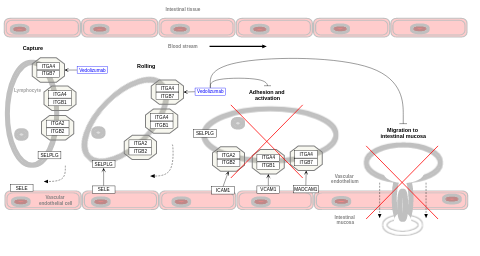 Intestinal tissue
Blood stream
Capture
ITGA4
ITGB7
Vedolizumab
Lymphocyte
ITGA4
ITGB1
ITGA2
ITGB2
SELPLG
SELE
Vascular
endothelial cell
Rolling
ITGA4
ITGB7
Vedolizumab
ITGA4
ITGB1
ITGA2
ITGB2
SELPLG
SELE
Adhesion and
activation
SELPLG
ITGA2
ITGB2
ITGA4
ITGB1
ITGA4
ITGB7
ICAM1
VCAM1
MADCAM1
Migration to
intestinal mucosa
Vascular
endothelium
Intestinal
mucosa